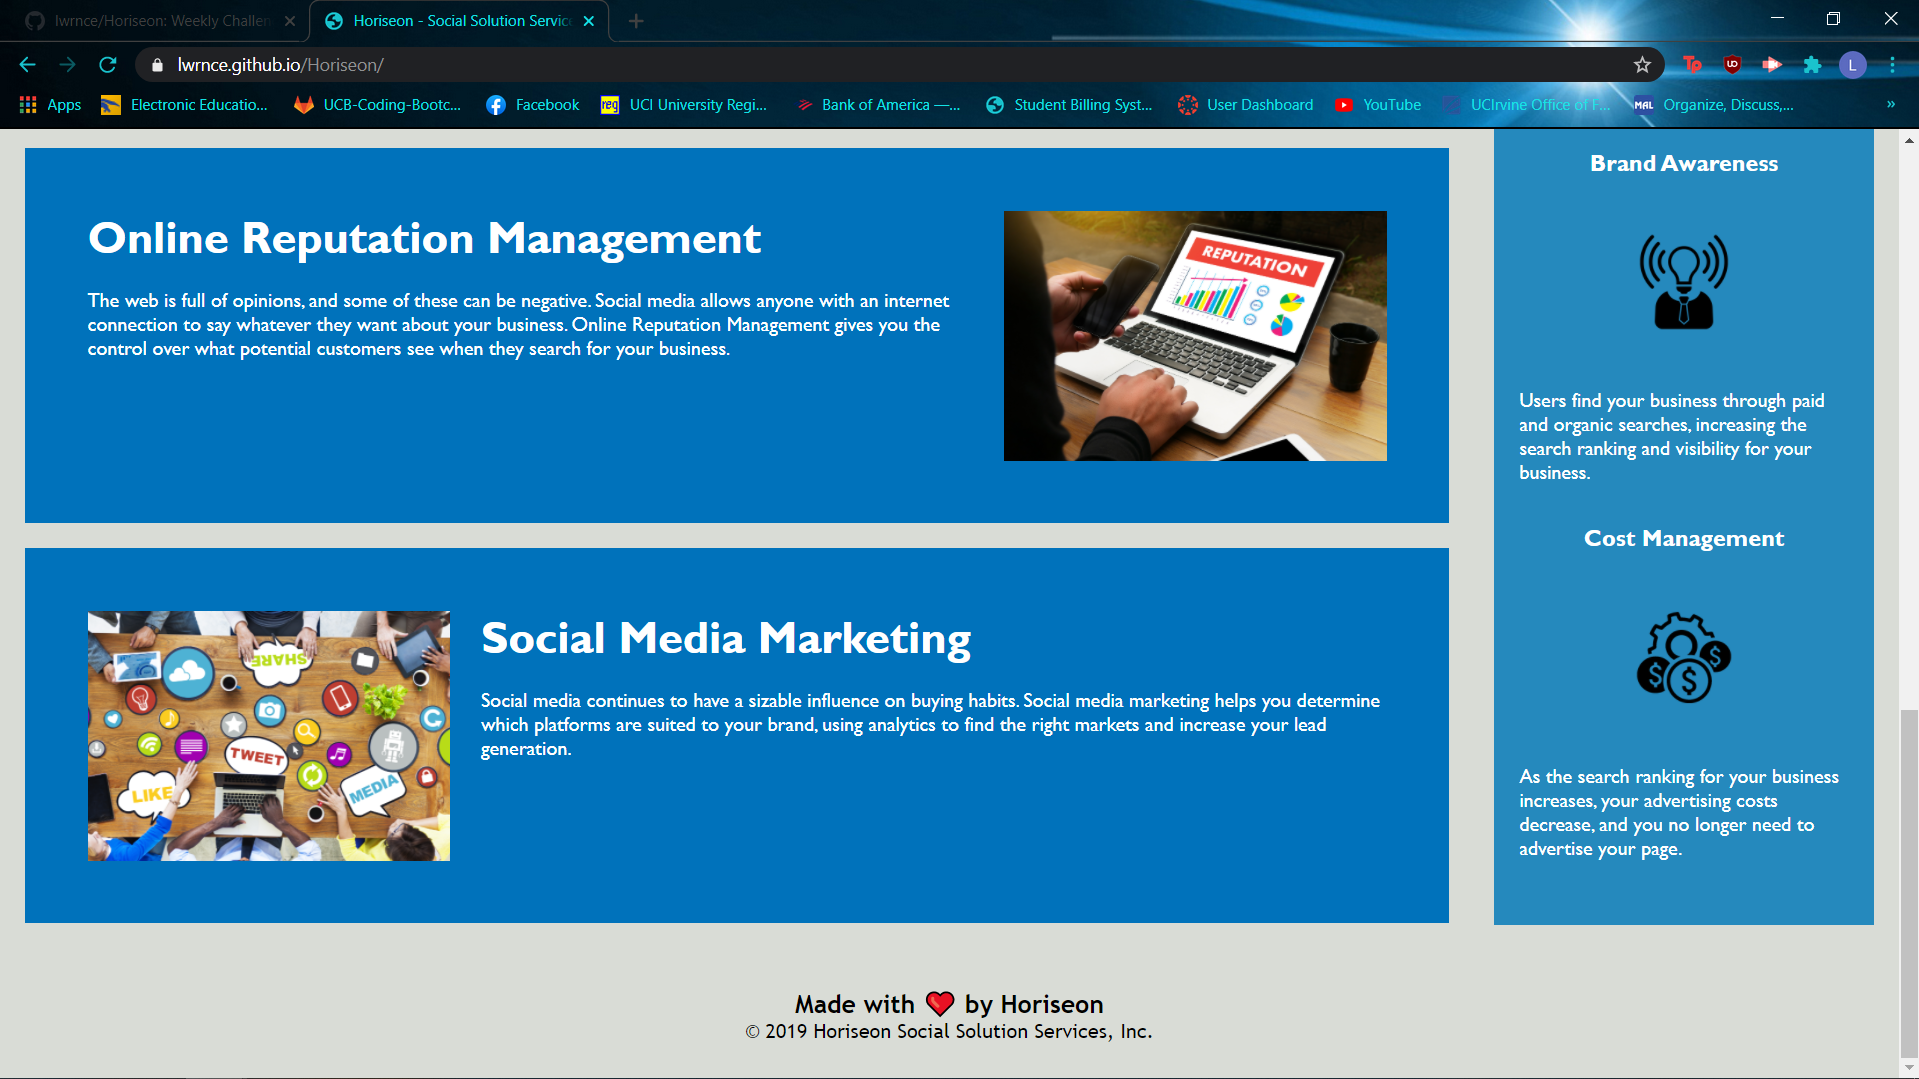 lwrnce/Horiseon: Weekly Challen
Horiseon - Social Solution Servic
lwrnce.github.io/Horiseon/
L
Apps
Electronic Educatio...
UCB-Coding-Bootc...
Facebook
reg
UCI University Regi...
Bank of America —...
Student Billing Syst...
User Dashboard
YouTube
UCIrvine Office of F...
MAL
Organize, Discuss,...
»
Online Reputation Management
The web is full of opinions, and some of these can be negative. Social media allows anyone with an internet
connection to say whatever they want about your business. Online Reputation Management gives you the
control over what potential customers see when they search for your business.
REPUTATION
Social Media Marketing
Social media continues to have a sizable influence on buying habits. Social media marketing helps you determine
which platforms are suited to your brand, using analytics to find the right markets and increase your lead
generation.
SHARE
TWEET
LIKE
MEDIA
Brand Awareness
Users find your business through paid
and organic searches, increasing the
search ranking and visibility for your
business.
Cost Management
$ $ $
As the search ranking for your business
increases, your advertising costs
decrease, and you no longer need to
advertise your page.
Made with ❤️ by Horiseon
© 2019 Horiseon Social Solution Services, Inc.